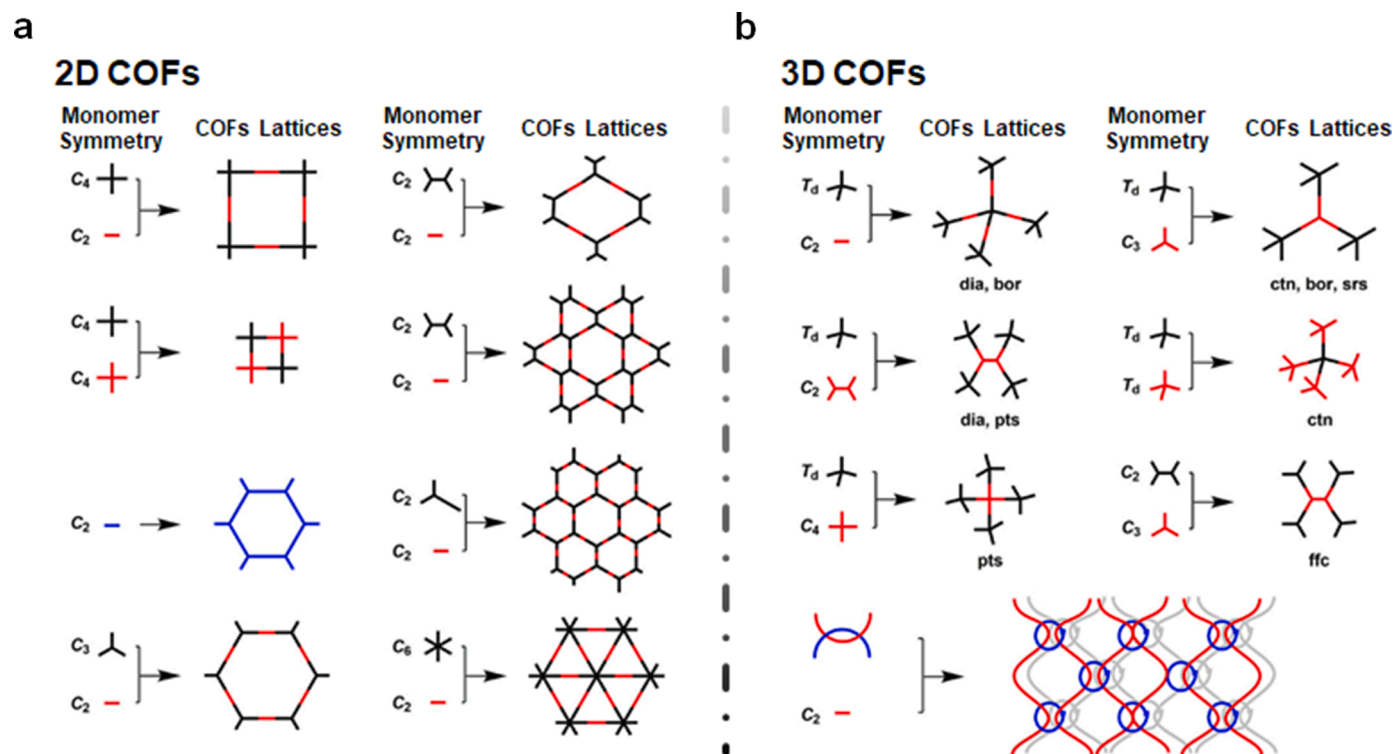 a
2D COFs
Monomer Symmetry
COFs Lattices
Monomer Symmetry
COFs Lattices
C4
C2
C2
C2
C4
C4
C2
C2
C2
C2
C2
C3
C2
C6
C2
b
3D COFs
Monomer Symmetry
COFs Lattices
Monomer Symmetry
COFs Lattices
Td
C2
dia, bor
Td
C3
ctn, bor, srs
Td
C2
dia, pts
Td
Td
ctn
Td
C4
pts
C2
C3
ffc
C2